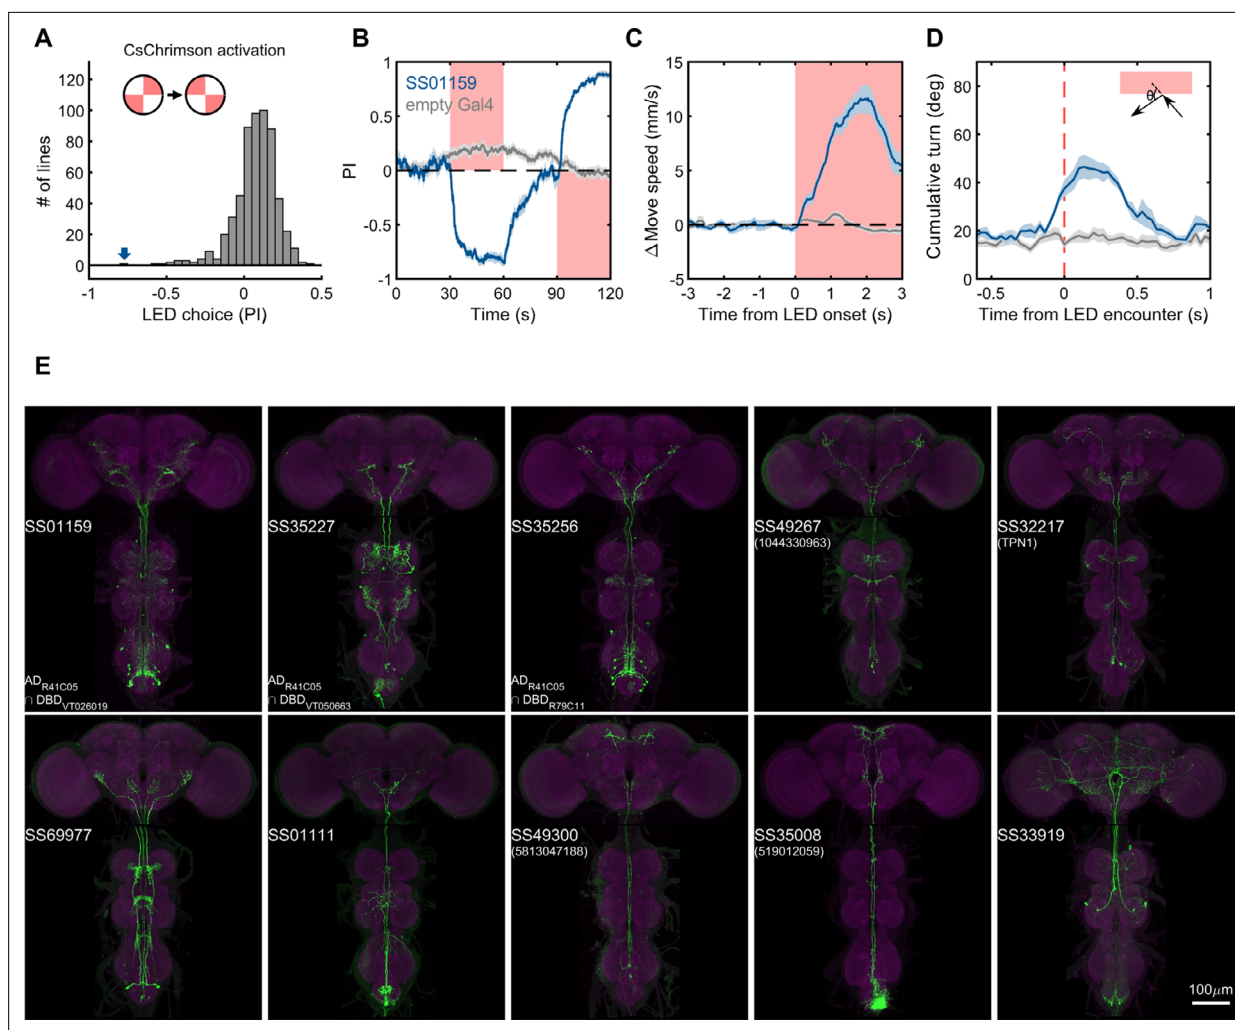 A
CsChrimson activation
# of lines
120
100
80
60
40
20
0
-1
-0.5
0
0.5
LED choice (PI)
B
SS01159
empty Gal4
PI
1
0.5
0
-0.5
-1
0
30
60
90
120
Time (s)
C
Δ Move speed (mm/s)
15
10
5
0
-5
-3
-2
-1
0
1
2
3
Time from LED onset (s)
D
θ
Cumulative turn (deg)
80
60
40
20
0
-0.5
0
0.5
1
Time from LED encounter (s)
E
SS01159
AD R41C05
∩ DBD VT026019
SS35227
AD R41C05
∩ DBD VT050663
SS35256
AD R41C05
∩ DBD R79C11
SS49267
(1044330963)
SS32217
(TPN1)
SS69977
SS01111
SS49300
(5813047188)
SS35008
(519012059)
SS33919
100μm